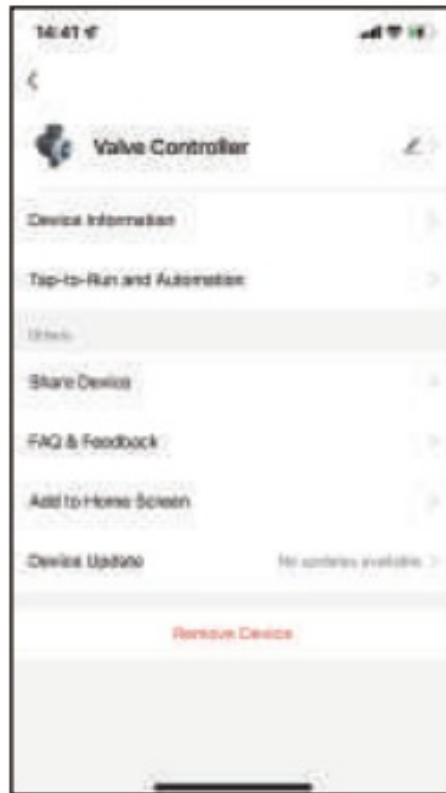 14:41
Valve Controller
Device Information
Tap-to-Run and Automation
Others
Share Device
FAQ & Feedback
Add to Home Screen
Device Update
No updates available
Remove Device